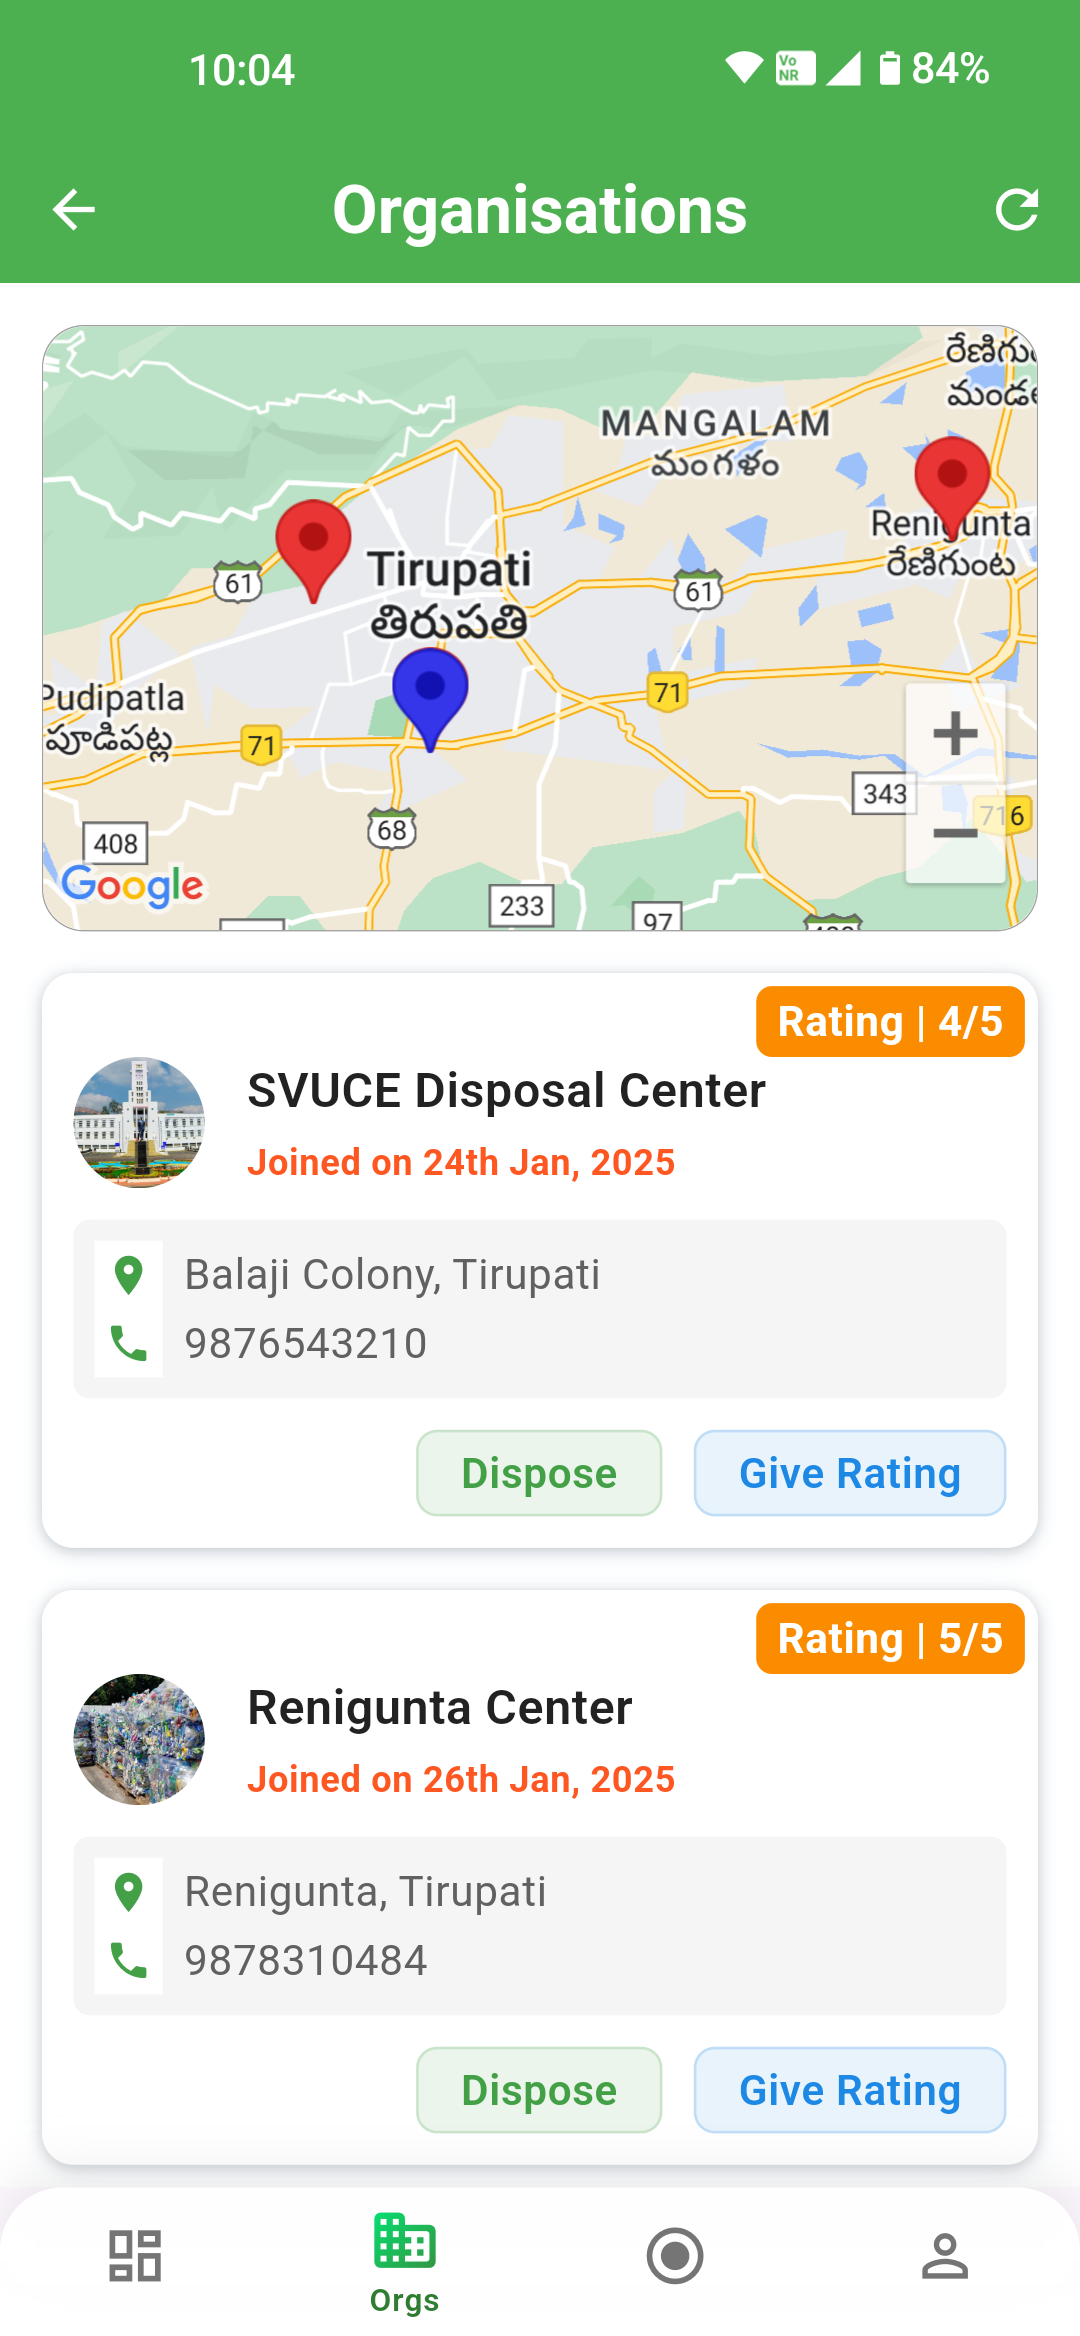 10:04
Vo
NR
84%
Organisations
రేణిగు
మండ
MANGALAM
మంగళం
Renigunta
రేణిగుంట
61
Tirupati
తిరుపతి
61
Pudipatla
పూడిపట్ల
71
71
343
716
408
68
Google
233
97
Rating | 4/5
SVUCE Disposal Center
Joined on 24th Jan, 2025
Balaji Colony, Tirupati
9876543210
Dispose
Give Rating
Rating | 5/5
Renigunta Center
Joined on 26th Jan, 2025
Renigunta, Tirupati
9878310484
Dispose
Give Rating
Orgs